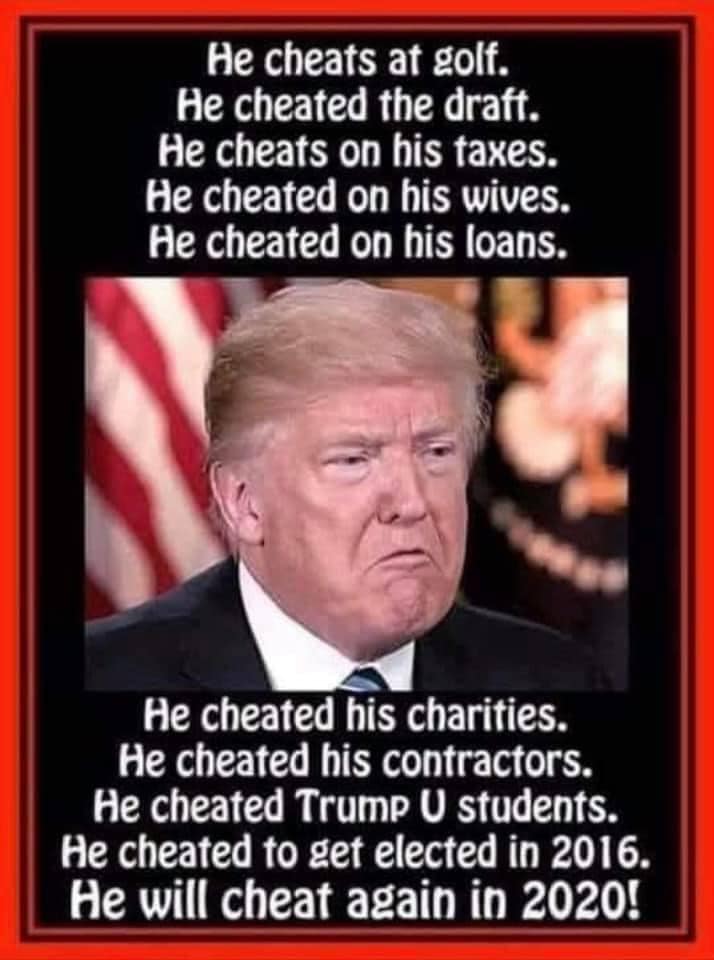 He cheats at golf.
He cheated the draft.
He cheats on his taxes.
He cheated on his wives.
He cheated on his loans.
He cheated his charities.
He cheated his contractors.
He cheated Trump U students.
He cheated to get elected in 2016.
He will cheat again in 2020!